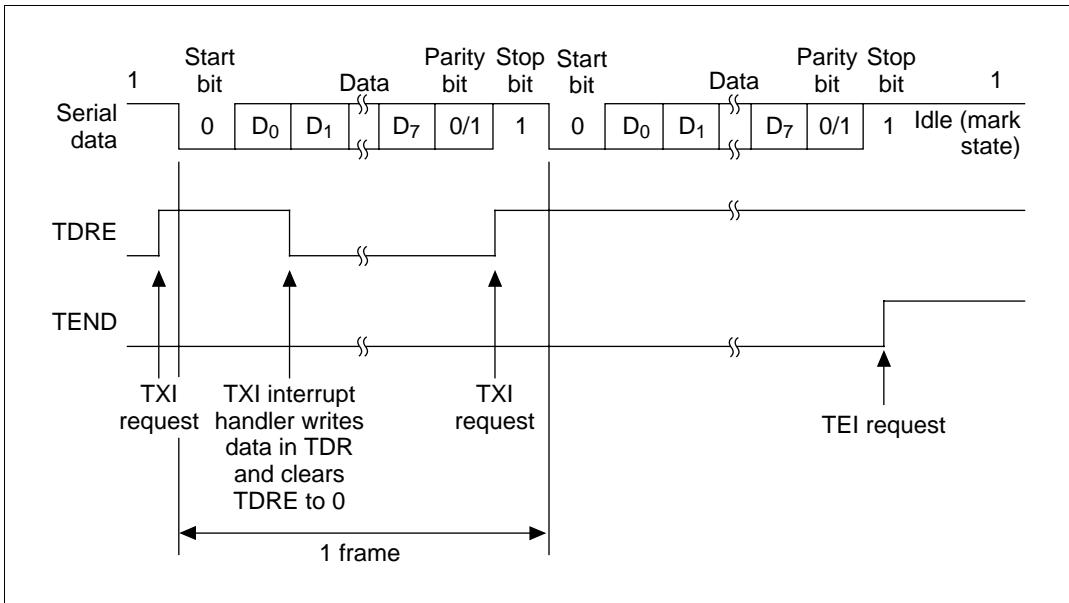 Start bit
Parity bit
Stop bit
Start bit
Parity bit
Stop bit
1
Data
Data
1
Serial data
0
D0
D1
D7
0/1
1
0
D0
D1
D7
0/1
1
Idle (mark state)
TDRE
TEND
TXI request
TXI interrupt handler writes data in TDR and clears TDRE to 0
TXI request
TEI request
1 frame